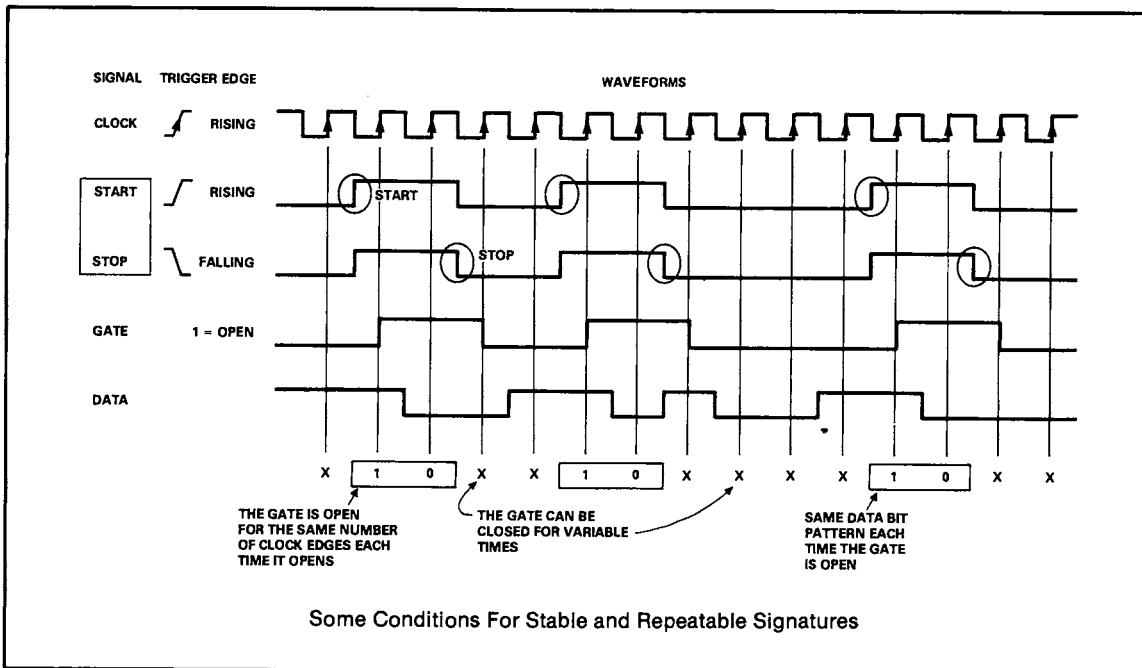 SIGNAL TRIGGER EDGE WAVEFORMS
CLOCK RISING
START RISING START
STOP FALLING STOP
GATE 1 = OPEN
DATA
X 1 0 X X 1 0 X X X X 1 0 X X
THE GATE IS OPEN
FOR THE SAME NUMBER
OF CLOCK EDGES EACH
TIME IT OPENS
THE GATE CAN BE
CLOSED FOR VARIABLE
TIMES
SAME DATA BIT
PATTERN EACH
TIME THE GATE
IS OPEN
Some Conditions For Stable and Repeatable Signatures